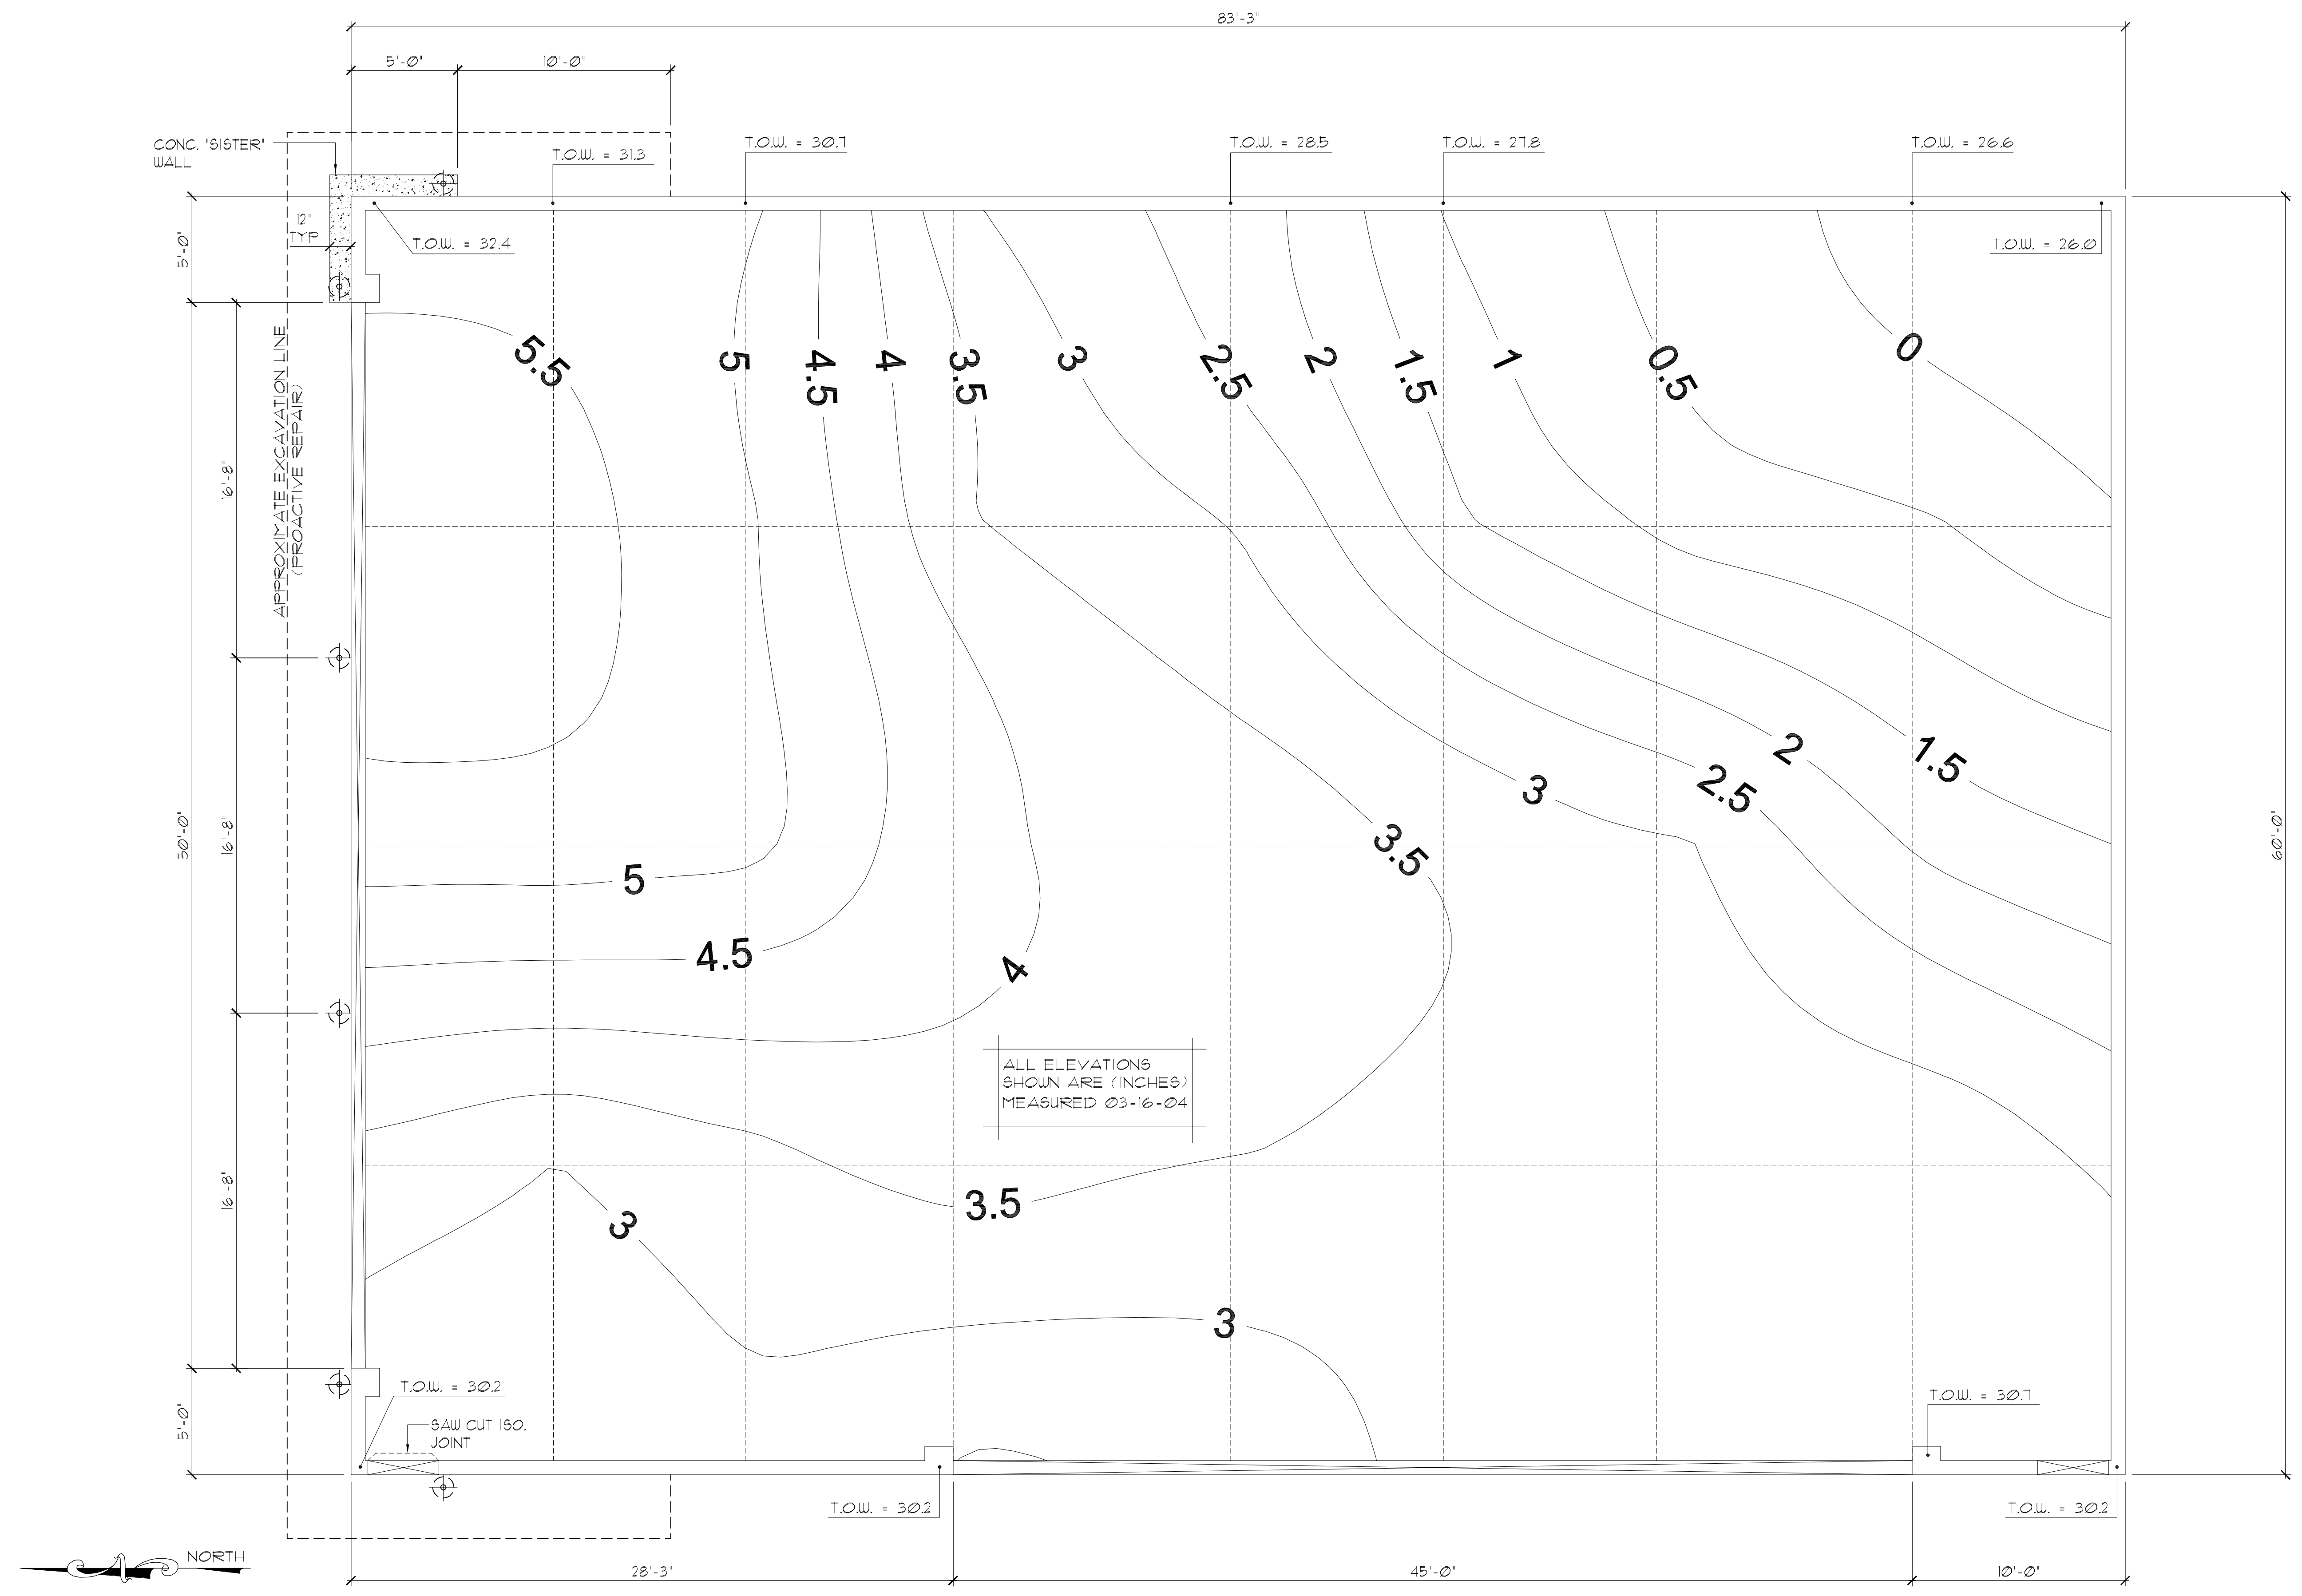 83'-3"
5'-0"
10'-0"
CONC. "SISTER"
WALL
T.O.W. = 31.3
T.O.W. = 30.7
T.O.W. = 28.5
T.O.W. = 27.8
T.O.W. = 26.6
12"
TYP
T.O.W. = 32.4
T.O.W. = 26.0
5'-0"
APPROXIMATE EXCAVATION LINE
(PROACTIVE REPAIR)
5.5
5
4.5
4
3.5
3
2.5
2
1.5
1
0.5
0
16'-8"
50'-0"
16'-8"
60'-0"
2
1.5
2.5
3
3.5
5
4.5
4
ALL ELEVATIONS
SHOWN ARE (INCHES)
MEASURED 03-16-04
16'-8"
3.5
3
3
5'-0"
T.O.W. = 30.2
SAW CUT ISO.
JOINT
T.O.W. = 30.7
T.O.W. = 30.2
T.O.W. = 30.2
NORTH
28'-3"
45'-0"
10'-0"